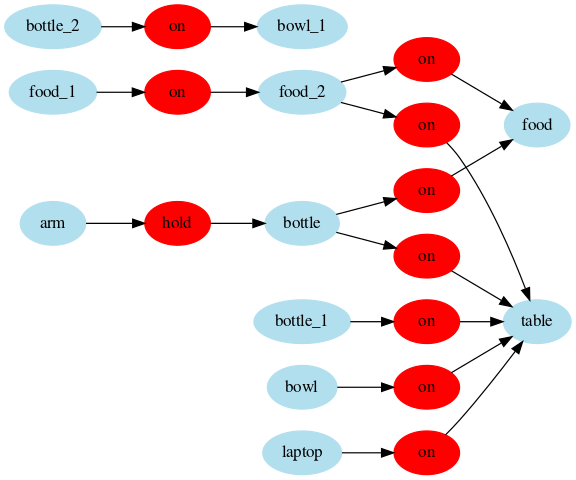 bottle_2 on bowl_1
food_1 on food_2 on
food
on
arm hold bottle on
on
bottle_1 on table
bowl on
laptop on